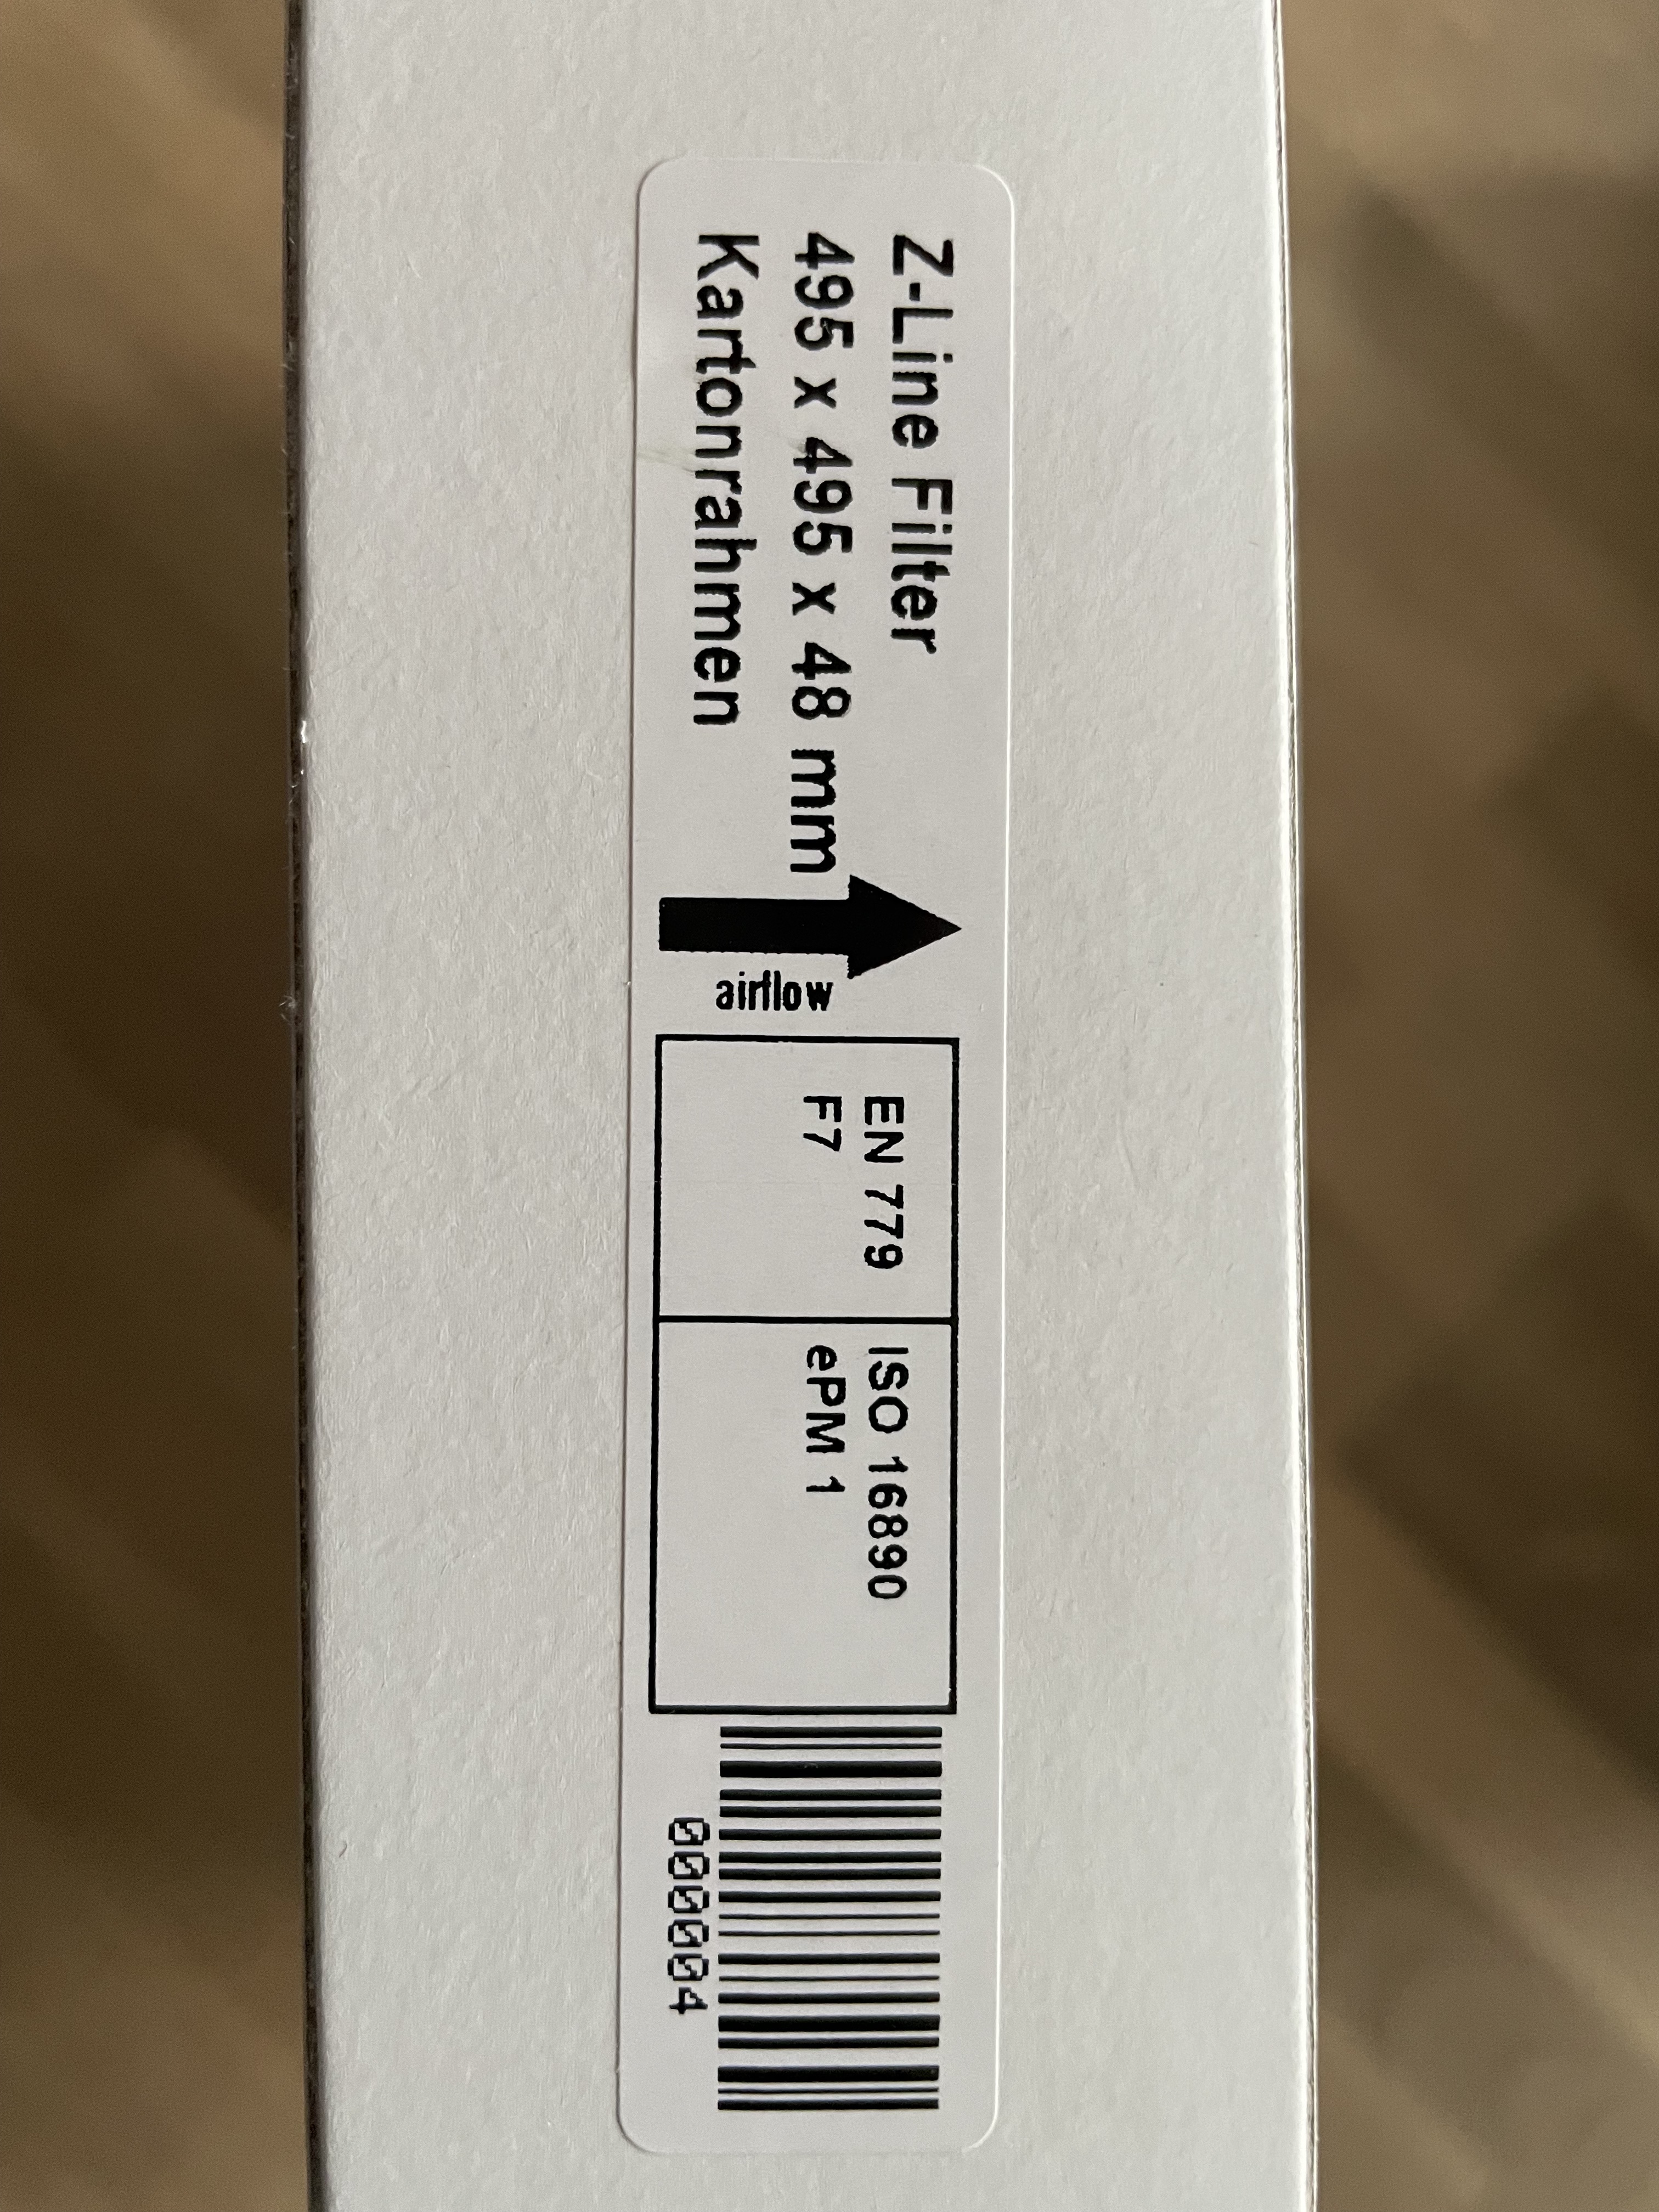 Z-Line Filter
495 x 495 x 48 mm
Kartonrahmen
airflow
EN 779
F7
ISO 16890
ePM 1
000004